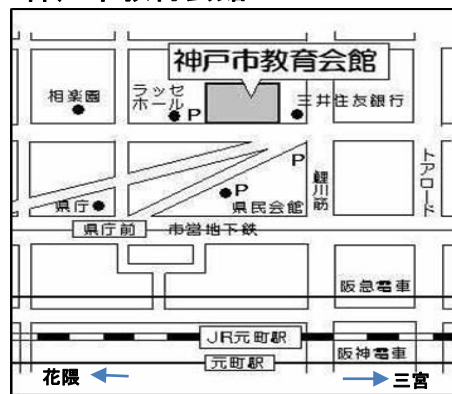 神戸市教育会館
相楽園
ラッセ
ホール
P
三井住友銀行
P
鯉川筋
トアロード
県庁
P
県民会館
県庁前
市営地下鉄
阪急電車
JR元町駅
元町駅
阪神電車
花隈
三宮